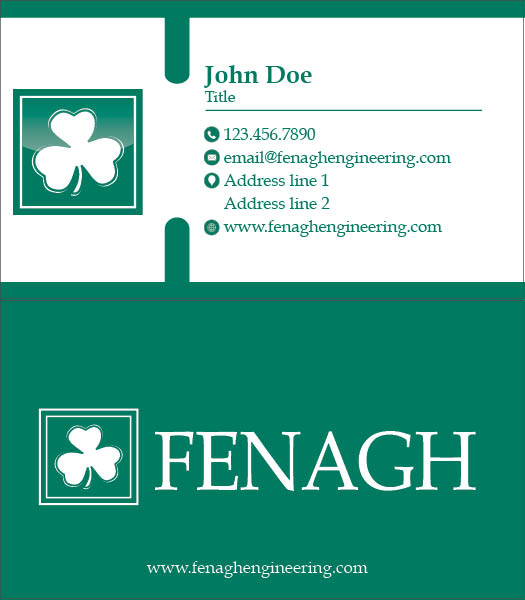 John Doe
Title
123.456.7890
email@fenaghengineering.com
Address line 1
Address line 2
www.fenaghengineering.com
FENAGH
www.fenaghengineering.com